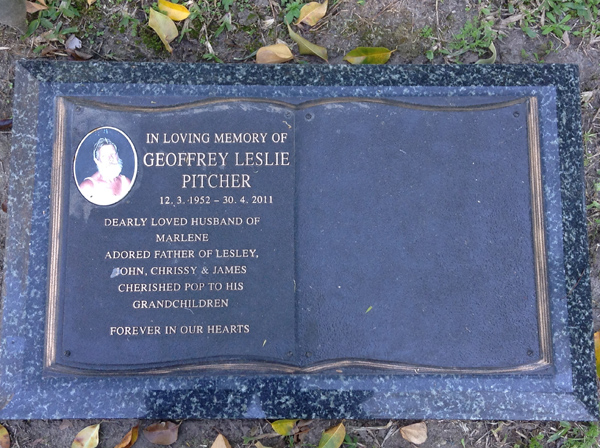 IN LOVING MEMORY OF
GEOFFREY LESLIE
PITCHER
12. 3. 1952 – 30. 4. 2011
DEARLY LOVED HUSBAND OF
MARLENE
ADORED FATHER OF LESLEY,
JOHN, CHRISSY & JAMES
CHERISHED POP TO HIS
GRANDCHILDREN
FOREVER IN OUR HEARTS